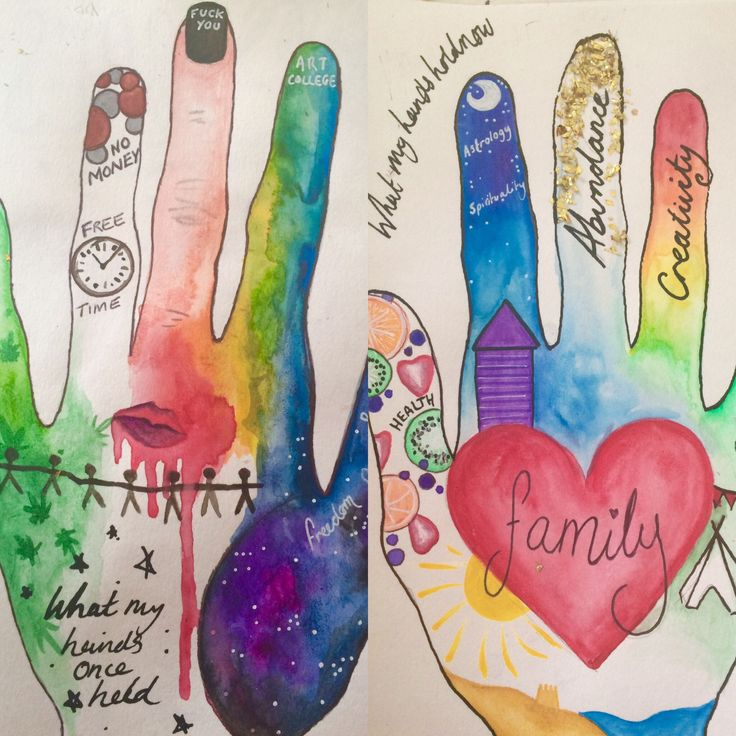 FUCK
YOU
ART
COLLEGE
NO
MONEY
FREE
TIME
Freedom
What my
hands
once
held
What my hands hold now
Astrology
Spirituality
Abundance
Creativity
HEALTH
family